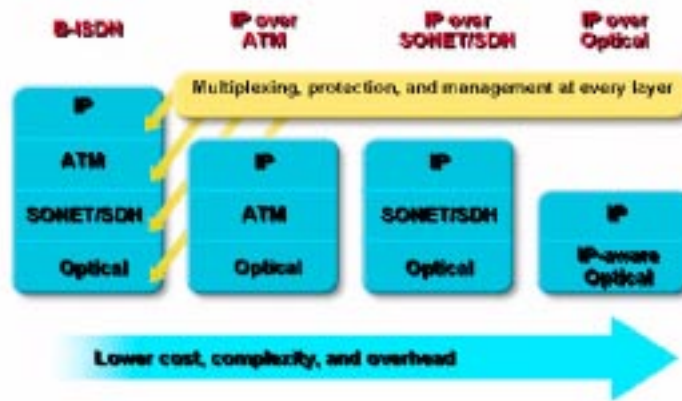 B-ISDN
IP over
ATM
IP over
SONET/SDH
IP over
Optical
Multiplexing, protection, and management at every layer
IP
ATM
SONET/SDH
Optical
IP
ATM
Optical
IP
SONET/SDH
Optical
IP
IP-aware
Optical
Lower cost, complexity, and overhead